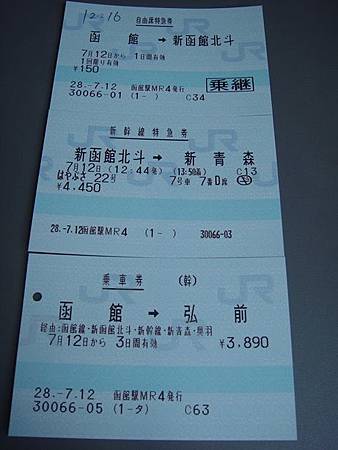 12:16
自由席特急券
函館 → 新函館北斗
7月12日から 1日間有効
1回限り有効
¥150
乗継
28.-7.12 函館駅MR4発行
30066-01 (1- ) C34
新幹線特急券
新函館北斗 → 新青森
7月12日 (12:44発) (13:50着) C13
はやぶさ 22号 7号車 7番D席
¥4,450
28.-7.12函館駅MR4 (1- ) 30066-03
乗車券 (幹)
函館 → 弘前
経由:函館線・新函館北斗・新幹線・新青森・奥羽
7月12日から 3日間有効 ¥3,890
28.-7.12 函館駅MR4発行
30066-05 (1-タ) C63